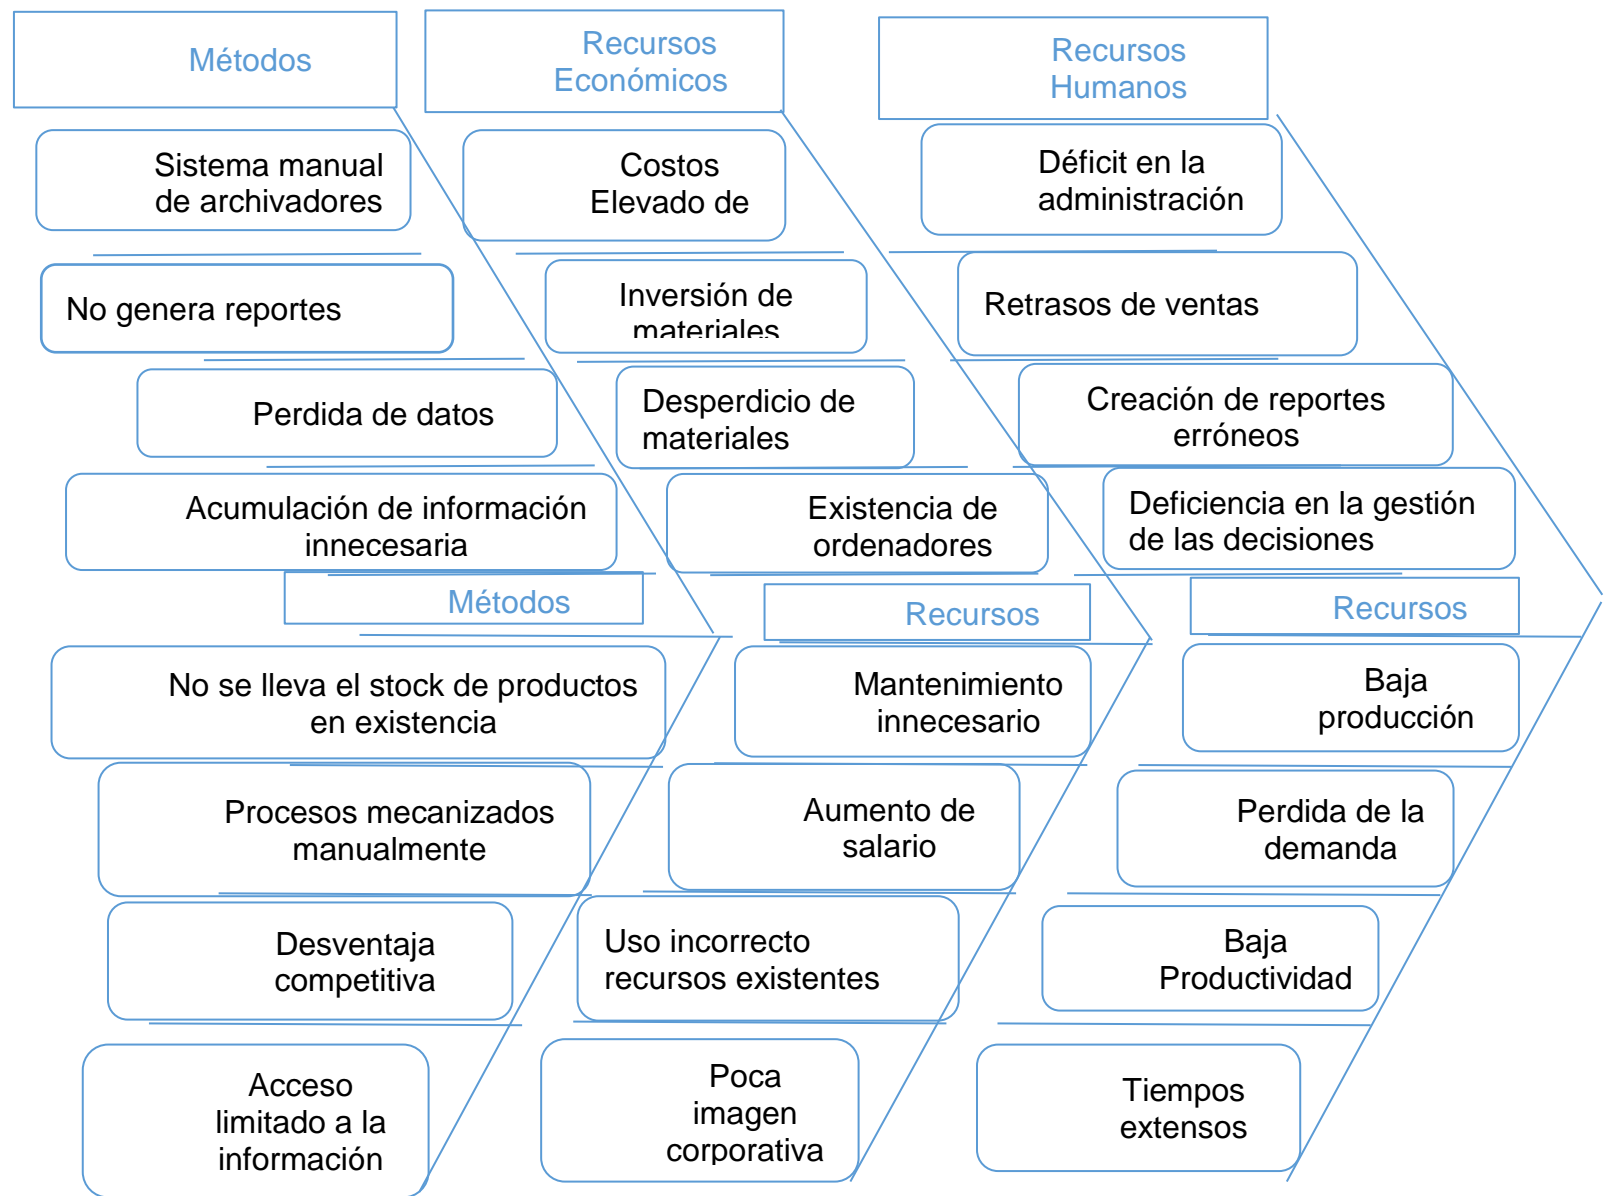 Métodos
Recursos
Económicos
Recursos
Humanos
Sistema manual
de archivadores
Costos
Elevado de
Déficit en la
administración
No genera reportes
Inversión de
materiales
Retrasos de ventas
Perdida de datos
Desperdicio de
materiales
Creación de reportes
erróneos
Acumulación de información
innecesaria
Existencia de
ordenadores
Deficiencia en la gestión
de las decisiones
Métodos
Recursos
Recursos
No se lleva el stock de productos
en existencia
Mantenimiento
innecesario
Baja
producción
Procesos mecanizados
manualmente
Aumento de
salario
Perdida de la
demanda
Desventaja
competitiva
Uso incorrecto
recursos existentes
Baja
Productividad
Acceso
limitado a la
información
Poca
imagen
corporativa
Tiempos
extensos